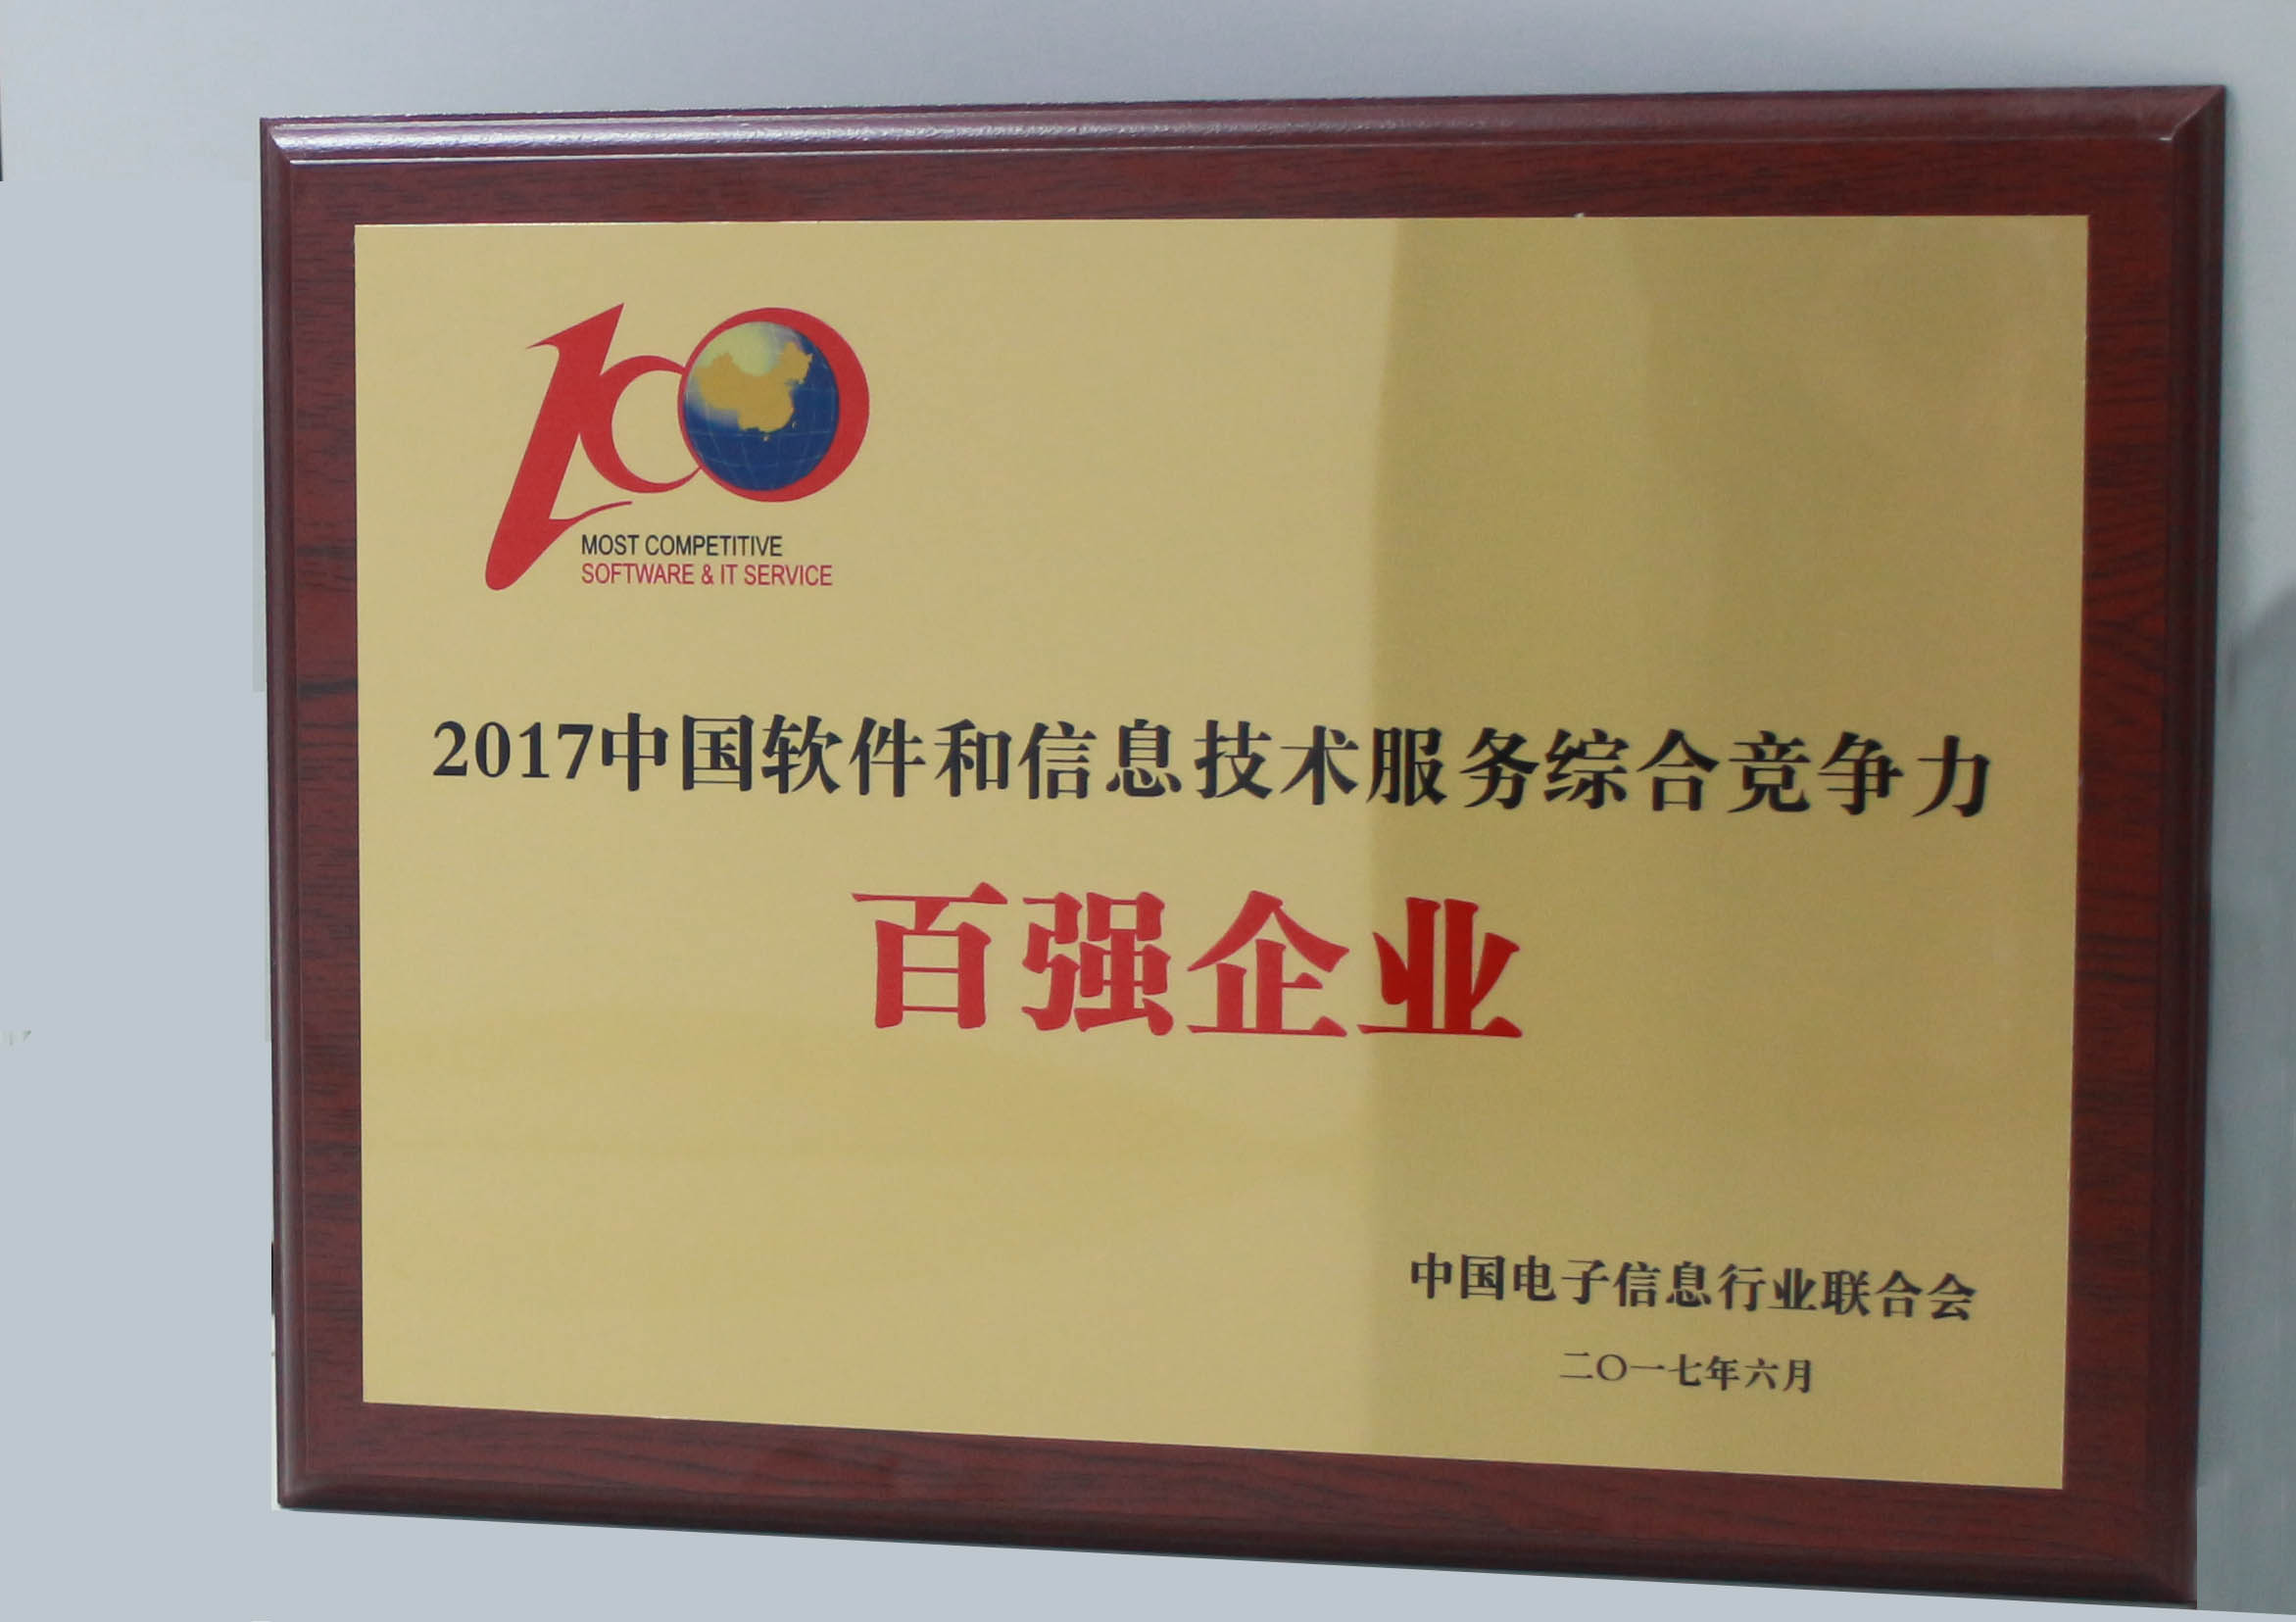 100
MOST COMPETITIVE
SOFTWARE & IT SERVICE
2017中国软件和信息技术服务综合竞争力
百强企业
中国电子信息行业联合会
二〇一七年六月